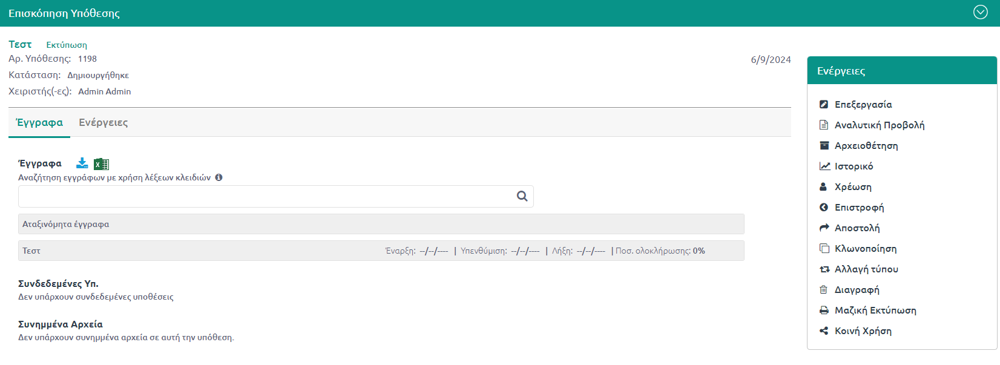 Επισκόπηση Υπόθεσης
Τεστ Εκτύπωση
Αρ. Υπόθεσης: 1198
6/9/2024
Κατάσταση: Δημιουργήθηκε
Χειριστής(-ες): Admin Admin
Έγγραφα Ενέργειες
Έγγραφα
Αναζήτηση εγγράφων με χρήση λέξεων κλειδιών
Αταξινόμητα έγγραφα
Τεστ Έναρξη: --/--/---- | Υπενθύμιση: --/--/---- | Λήξη: --/--/---- | Ποσ. ολοκλήρωσης: 0%
Συνδεδεμένες Υπ.
Δεν υπάρχουν συνδεδεμένες υποθέσεις
Συνημμένα Αρχεία
Δεν υπάρχουν συνημμένα αρχεία σε αυτή την υπόθεση.
Ενέργειες
Επεξεργασία
Αναλυτική Προβολή
Αρχειοθέτηση
Ιστορικό
Χρέωση
Επιστροφή
Αποστολή
Κλωνοποίηση
Αλλαγή τύπου
Διαγραφή
Μαζική Εκτύπωση
Κοινή Χρήση